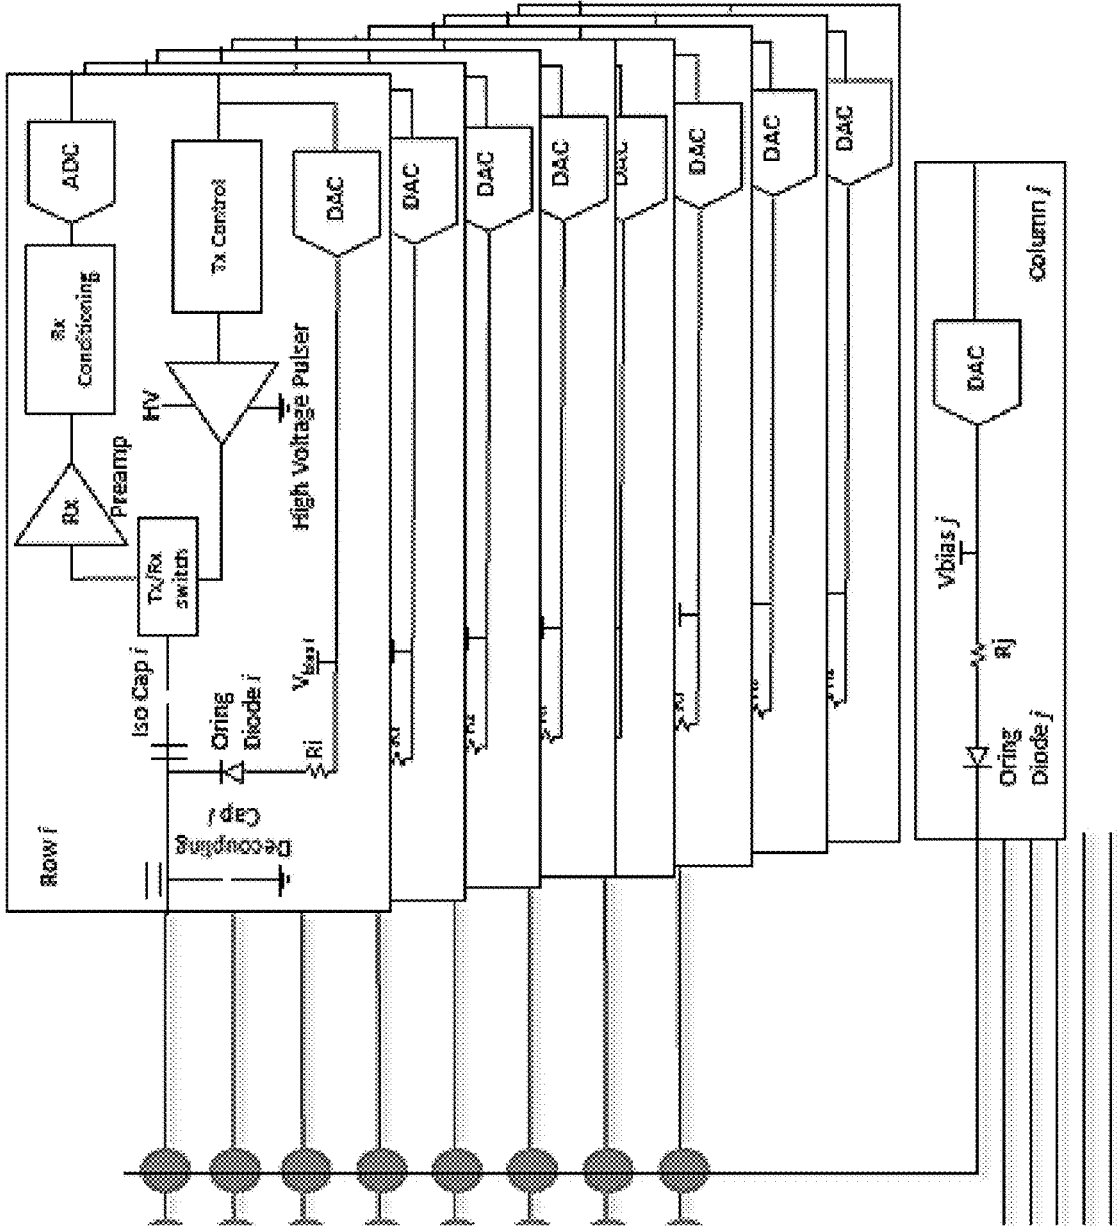 Row i
Decoupling
Cap i
Iso Cap i
Oring
Diode i
Ri
Vbias i
Tx/Rx
switch
Rx
Preamp
Rx
Conditioning
ADC
HV
High Voltage Pulser
Tx Control
DAC
DAC
DAC
DAC
DAC
DAC
DAC
DAC
Column j
DAC
Vbias j
Rj
Oring
Diode j